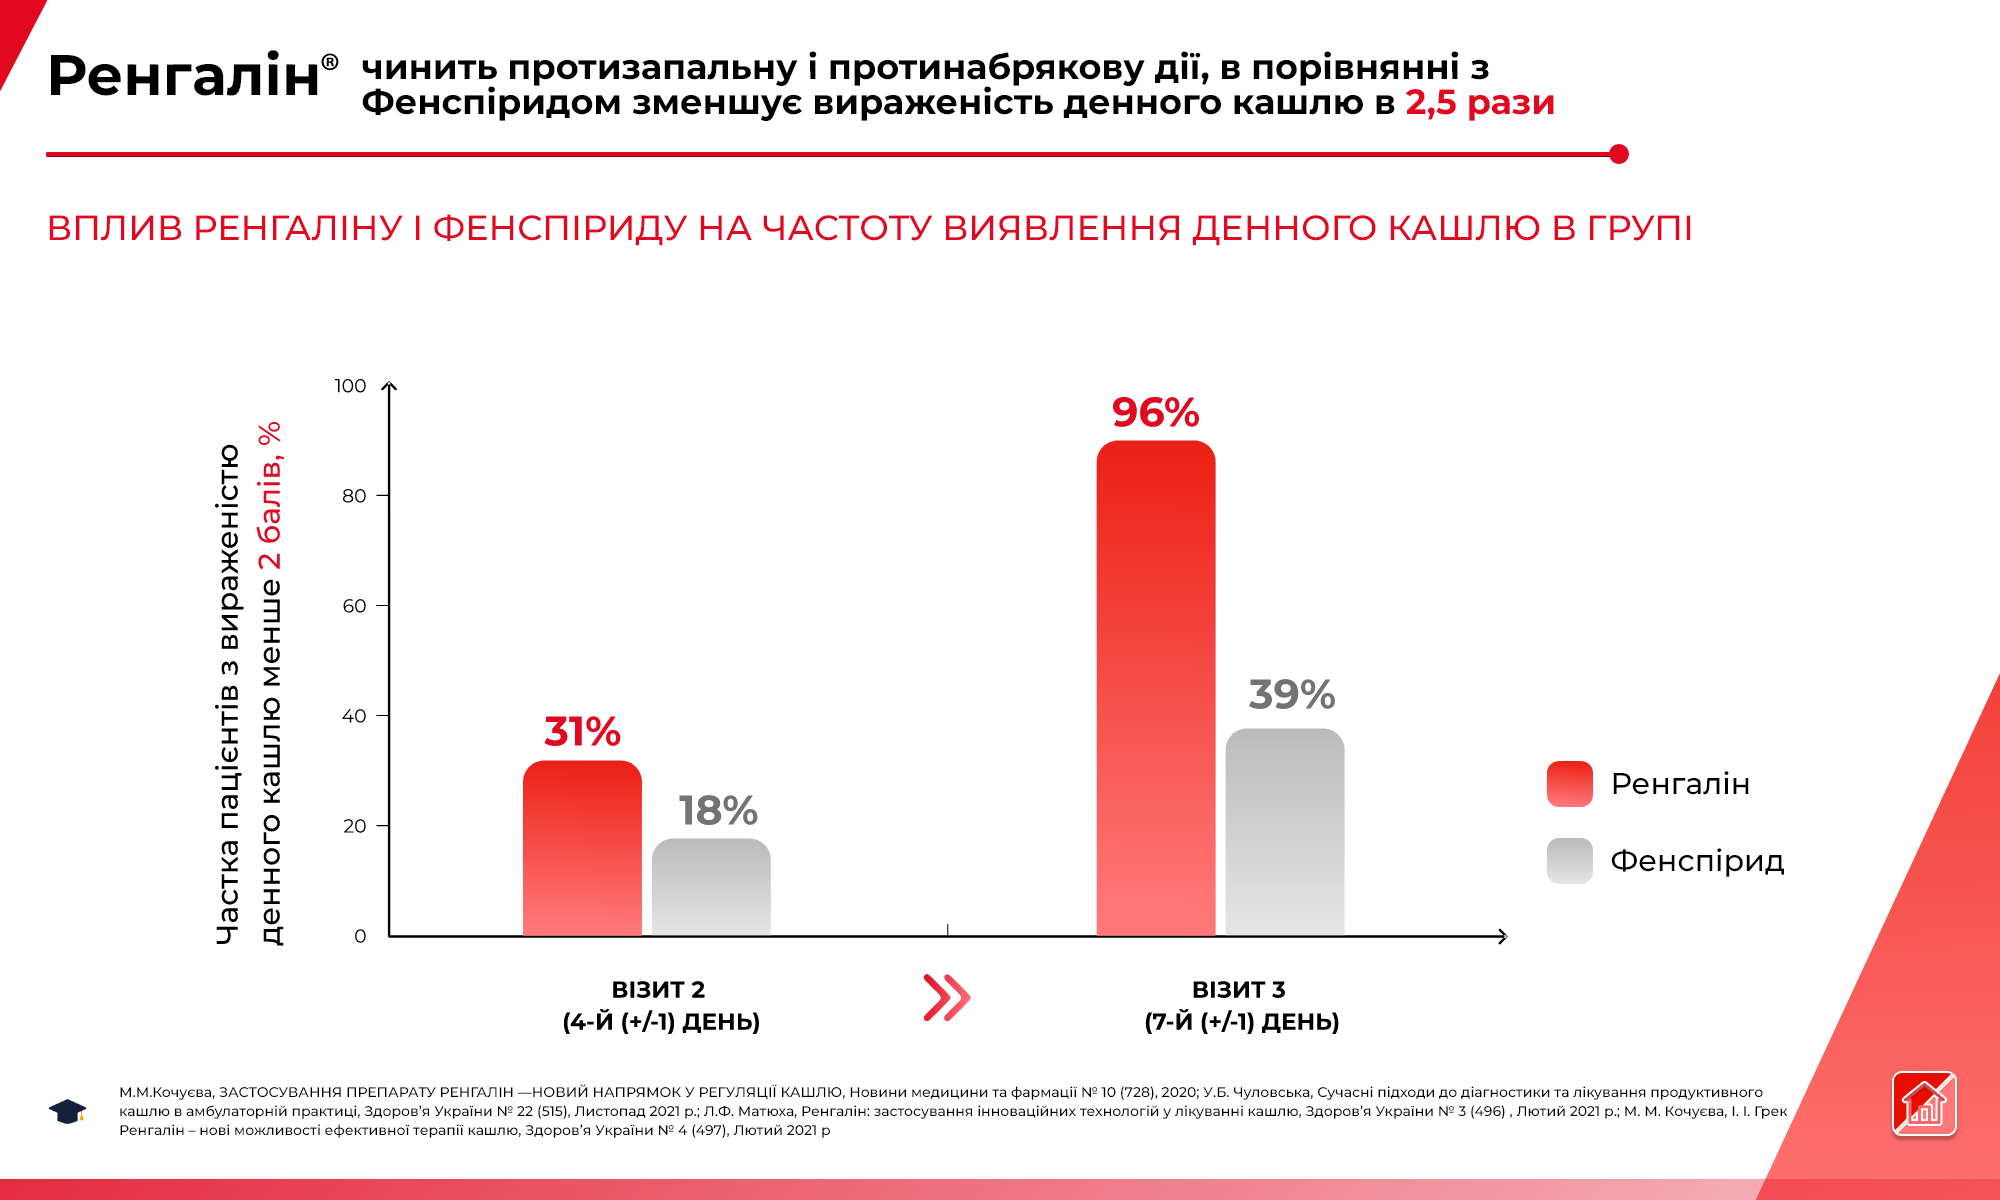 Ренгалін®
чинить протизапальну і протинабрякову дії, в порівнянні з
Фенспіридом зменшує вираженість денного кашлю в 2,5 рази
ВПЛИВ РЕНГАЛІНУ І ФЕНСПІРИДУ НА ЧАСТОТУ ВИЯВЛЕННЯ ДЕННОГО КАШЛЮ В ГРУПІ
Частка пацієнтів з вираженістю
денного кашлю менше 2 балів, %
100
80
60
40
20
0
31%
18%
96%
39%
Ренгалін
Фенспірид
ВІЗИТ 2
(4-Й (+/-1) ДЕНЬ)
ВІЗИТ 3
(7-Й (+/-1) ДЕНЬ)
М.М.Кочуєва, ЗАСТОСУВАННЯ ПРЕПАРАТУ РЕНГАЛІН —НОВИЙ НАПРЯМОК У РЕГУЛЯЦІЇ КАШЛЮ, Новини медицини та фармації № 10 (728), 2020; У.Б. Чуловська, Сучасні підходи до діагностики та лікування продуктивного
кашлю в амбулаторній практиці, Здоров’я України № 22 (515), Листопад 2021 р.; Л.Ф. Матюха, Ренгалін: застосування інноваційних технологій у лікуванні кашлю, Здоров’я України № 3 (496) , Лютий 2021 р.; М. М. Кочуєва, І. І. Грек
Ренгалін – нові можливості ефективної терапії кашлю, Здоров’я України № 4 (497), Лютий 2021 р